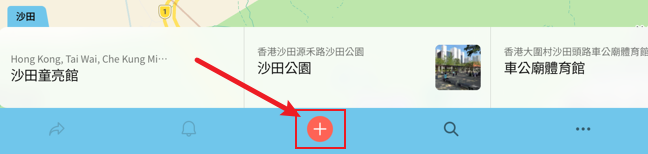 沙田
1
Hong Kong, Tai Wai, Che Kung Mi⋯
沙田童亮館
香港沙田源禾路沙田公園
沙田公園
香港大圍村沙田頭路車公廟體育館
車公廟體育館